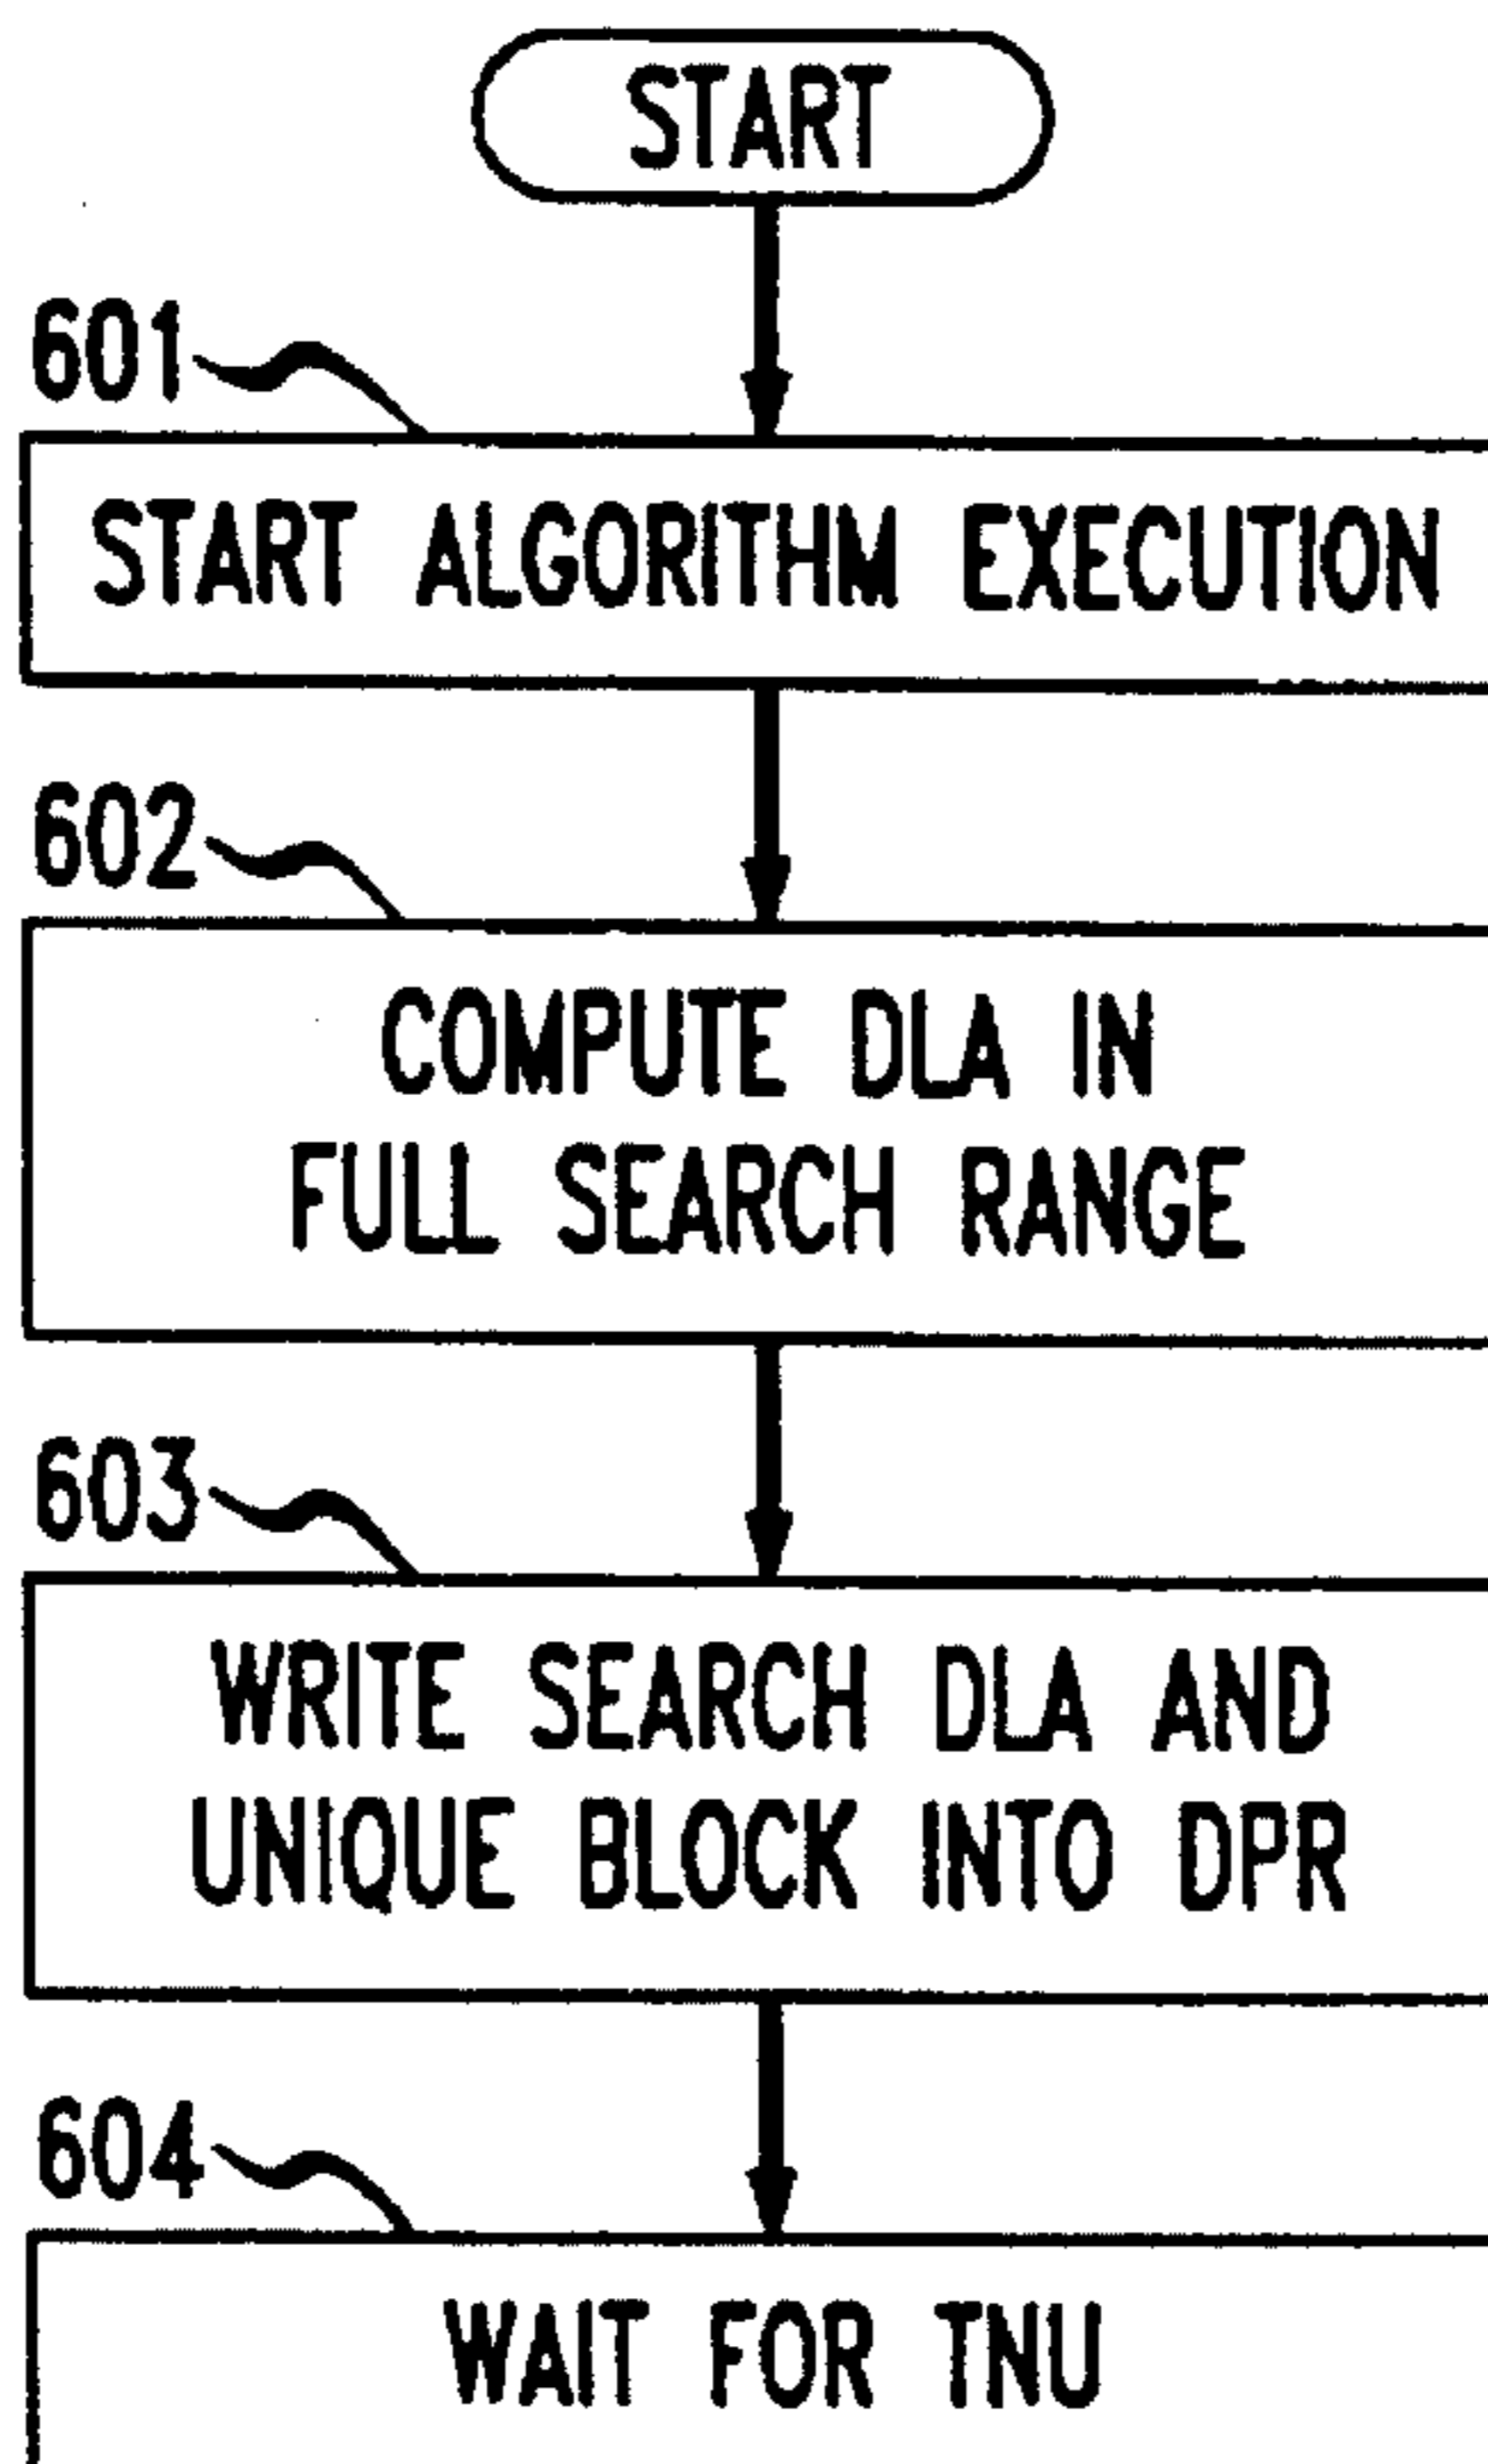 START
601
START ALGORITHM EXECUTION
602
COMPUTE DLA IN
FULL SEARCH RANGE
603
WRITE SEARCH DLA AND
UNIQUE BLOCK INTO DPR
604
WAIT FOR TNU